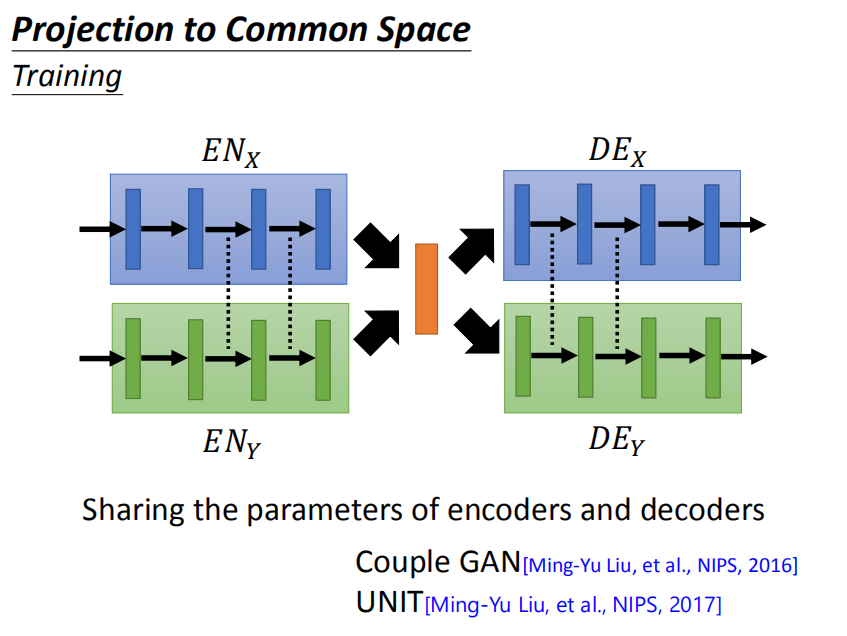 Projection to Common Space
Training
EN_X
DE_X
EN_Y
DE_Y
Sharing the parameters of encoders and decoders
Couple GAN[Ming-Yu Liu, et al., NIPS, 2016]
UNIT[Ming-Yu Liu, et al., NIPS, 2017]